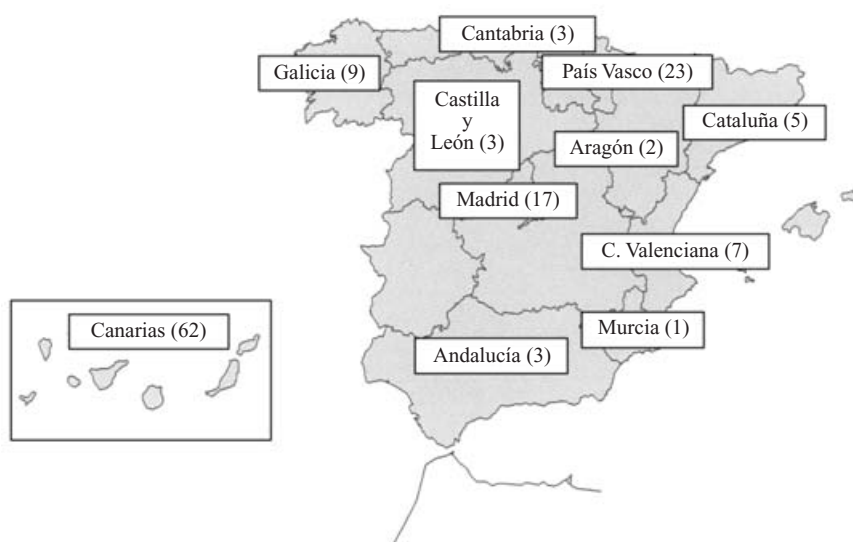 Cantabria (3)
Galicia (9)
País Vasco (23)
Castilla
y
León (3)
Cataluña (5)
Aragón (2)
Madrid (17)
C. Valenciana (7)
Canarias (62)
Murcia (1)
Andalucía (3)